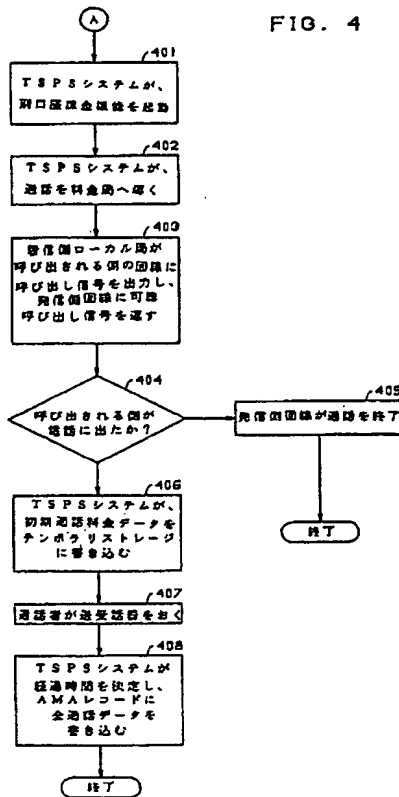 FIG. 4
A
401
TSPSシステムが、
別口座課金機能を起動
402
TSPSシステムが、
通話を料金局へ導く
403
着信側ローカル局が
呼び出される側の回線に
呼び出し信号を出力し、
発信側回線に可聴
呼び出し信号を返す
404
呼び出される側が
話に出たか?
405
発信側回線が通話を終了
終了
406
TSPSシステムが、
初期通話料金データを
テンポラリストレージ
に書き込む
407
通話者が送受話器をおく
408
TSPSシステムが
経過時間を決定し、
AMAレコードに
全通話データを
書き込む
終了